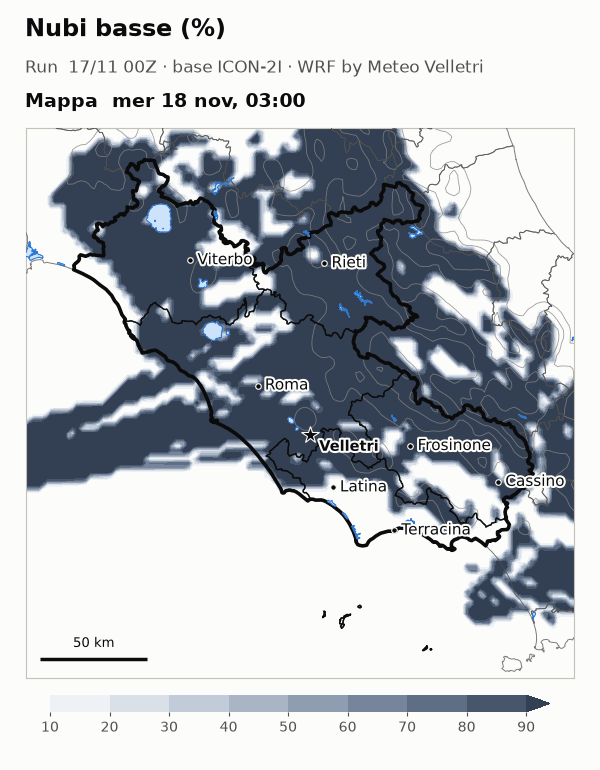 Nubi basse (%)
Run  17/11 00Z · base ICON-2I · WRF by Meteo Velletri
Mappa  mer 18 nov, 03:00
Viterbo
Rieti
Roma
Velletri
Frosinone
Cassino
Latina
Terracina
50 km
10 20 30 40 50 60 70 80 90